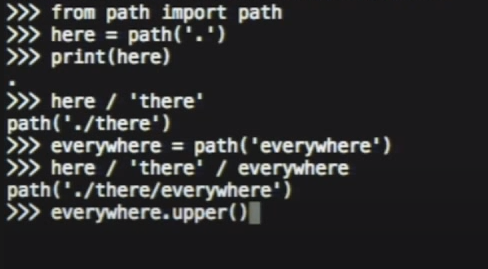 >>> from path import path
>>> here = path('.')
>>> print(here)
.
>>> here / 'there'
path('./there')
>>> everywhere = path('everywhere')
>>> here / 'there' / everywhere
path('./there/everywhere')
>>> everywhere.upper()